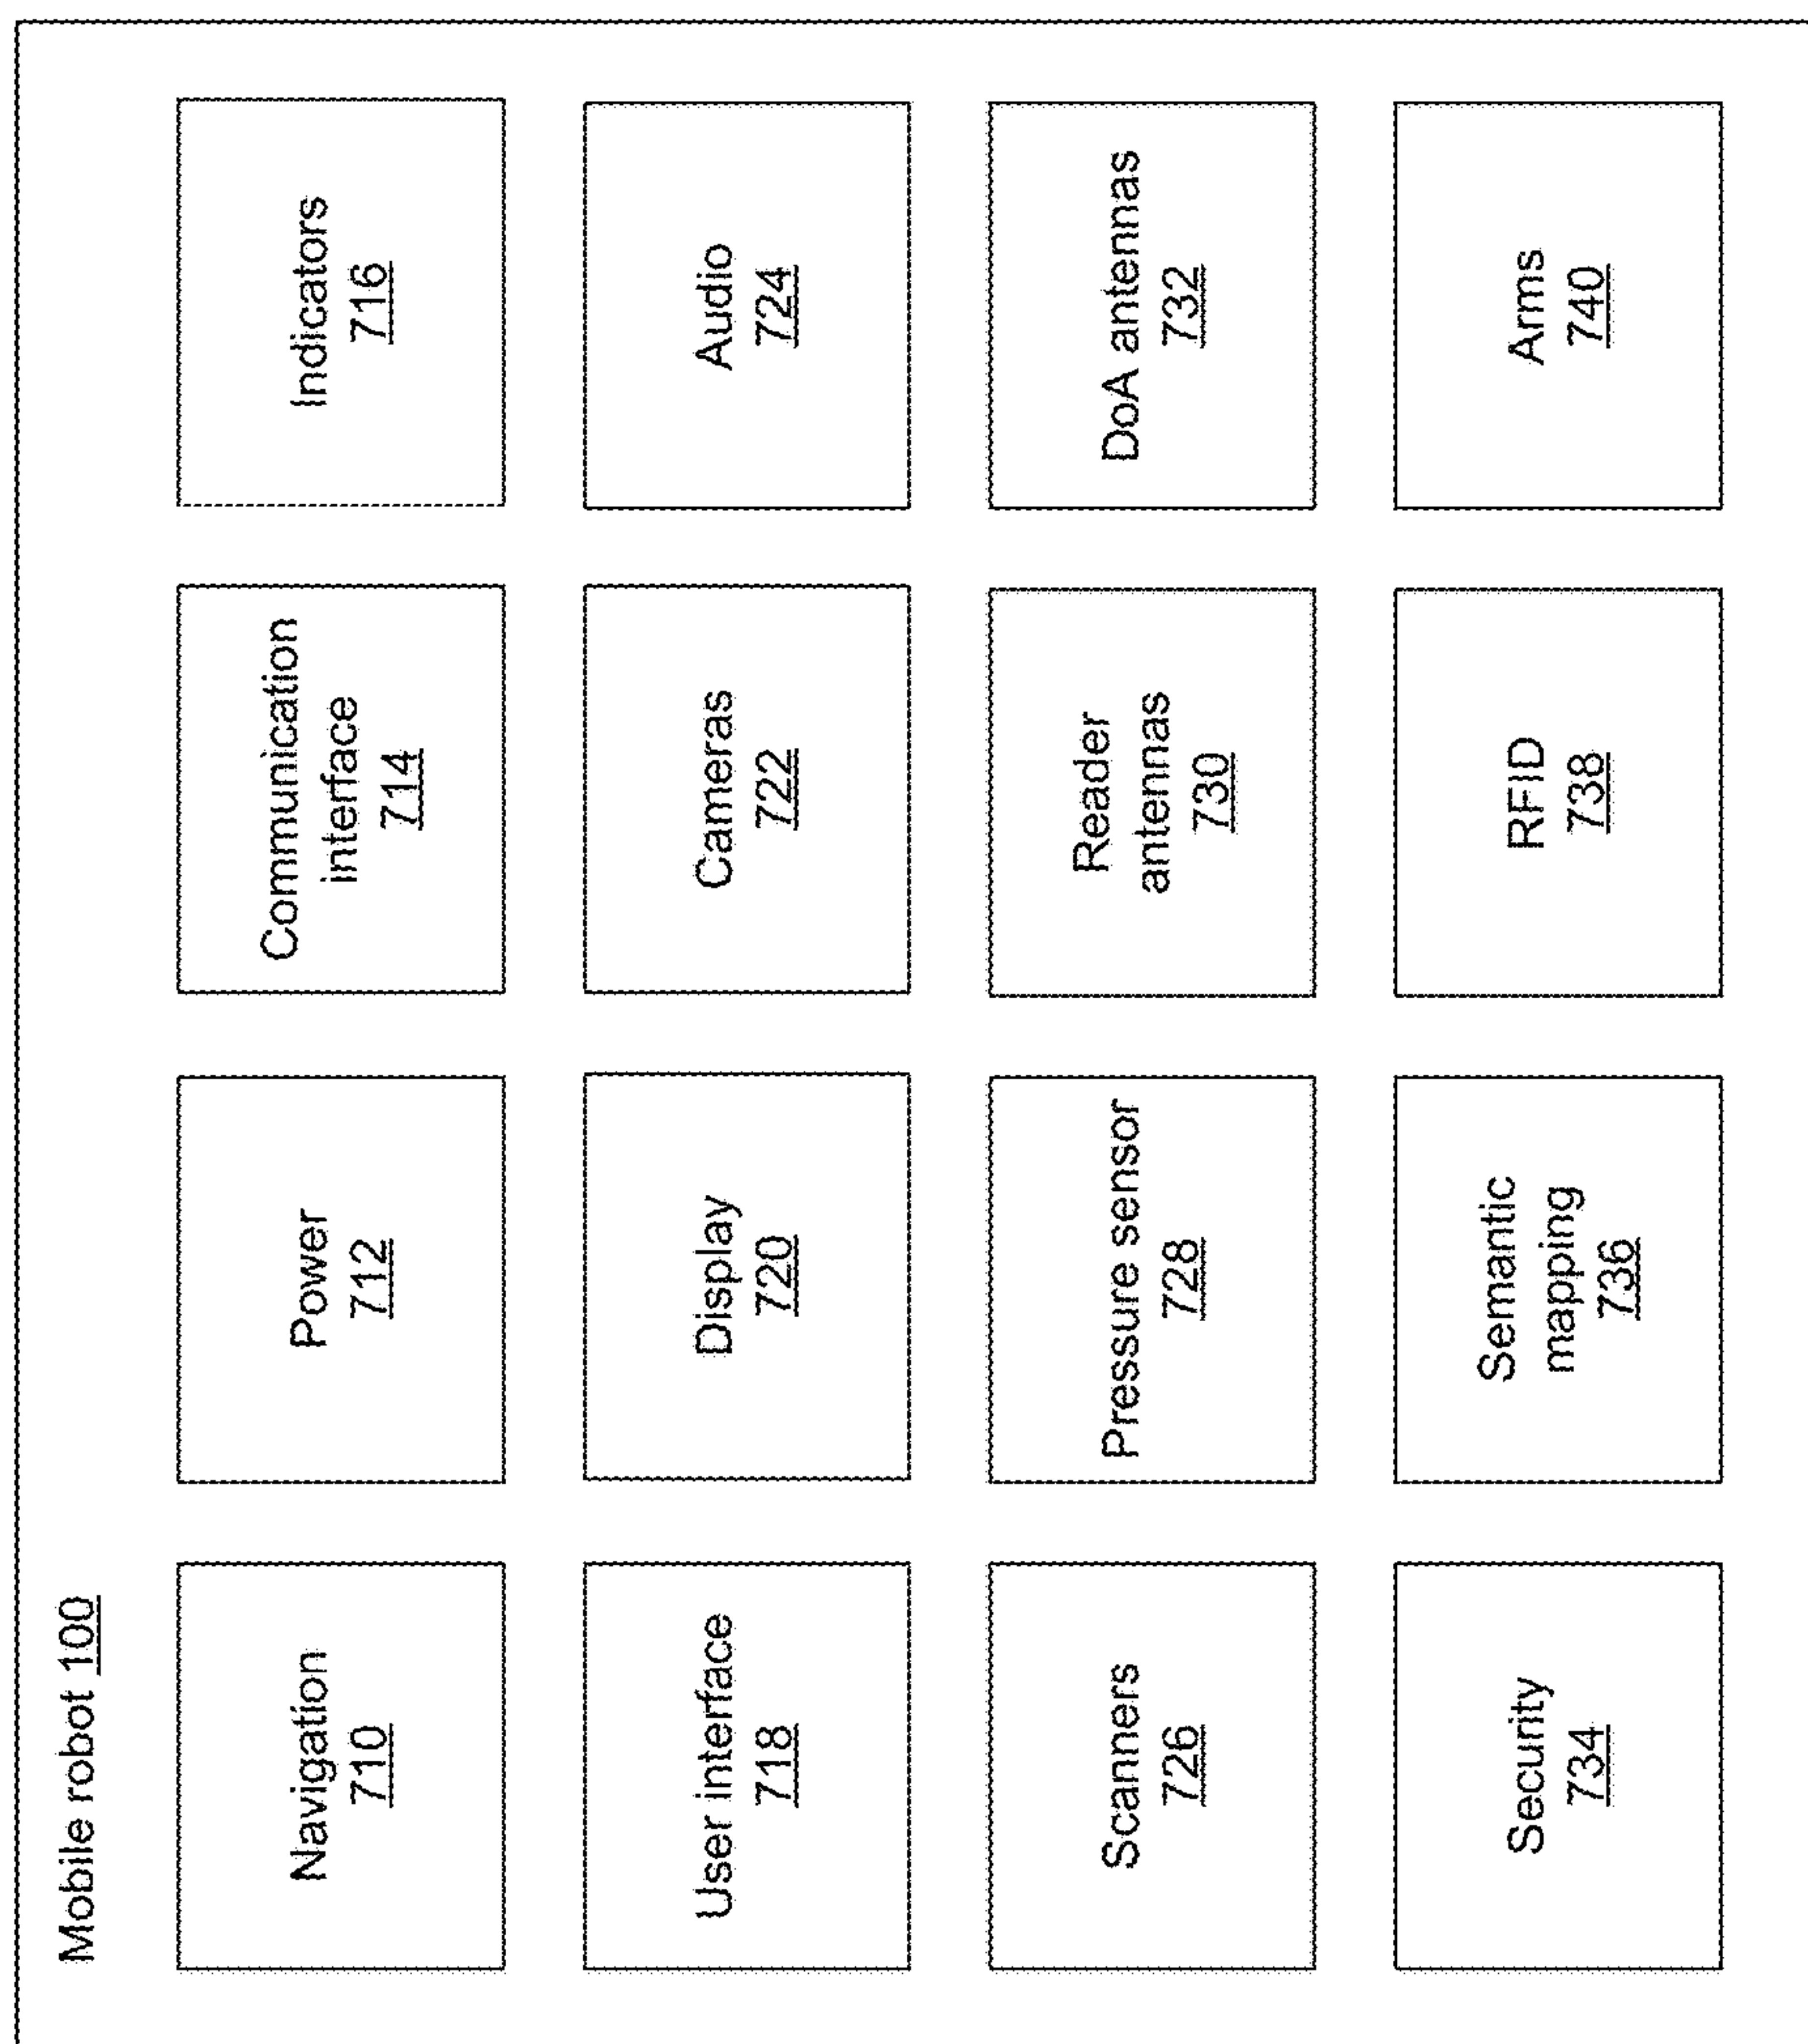 Mobile robot 100
Navigation
710
Power
712
Communication
interface
714
Indicators
716
User interface
718
Display
720
Cameras
722
Audio
724
Scanners
726
Pressure sensor
728
Reader
antennas
730
DoA antennas
732
Security
734
Semantic
mapping
736
RFID
738
Arms
740